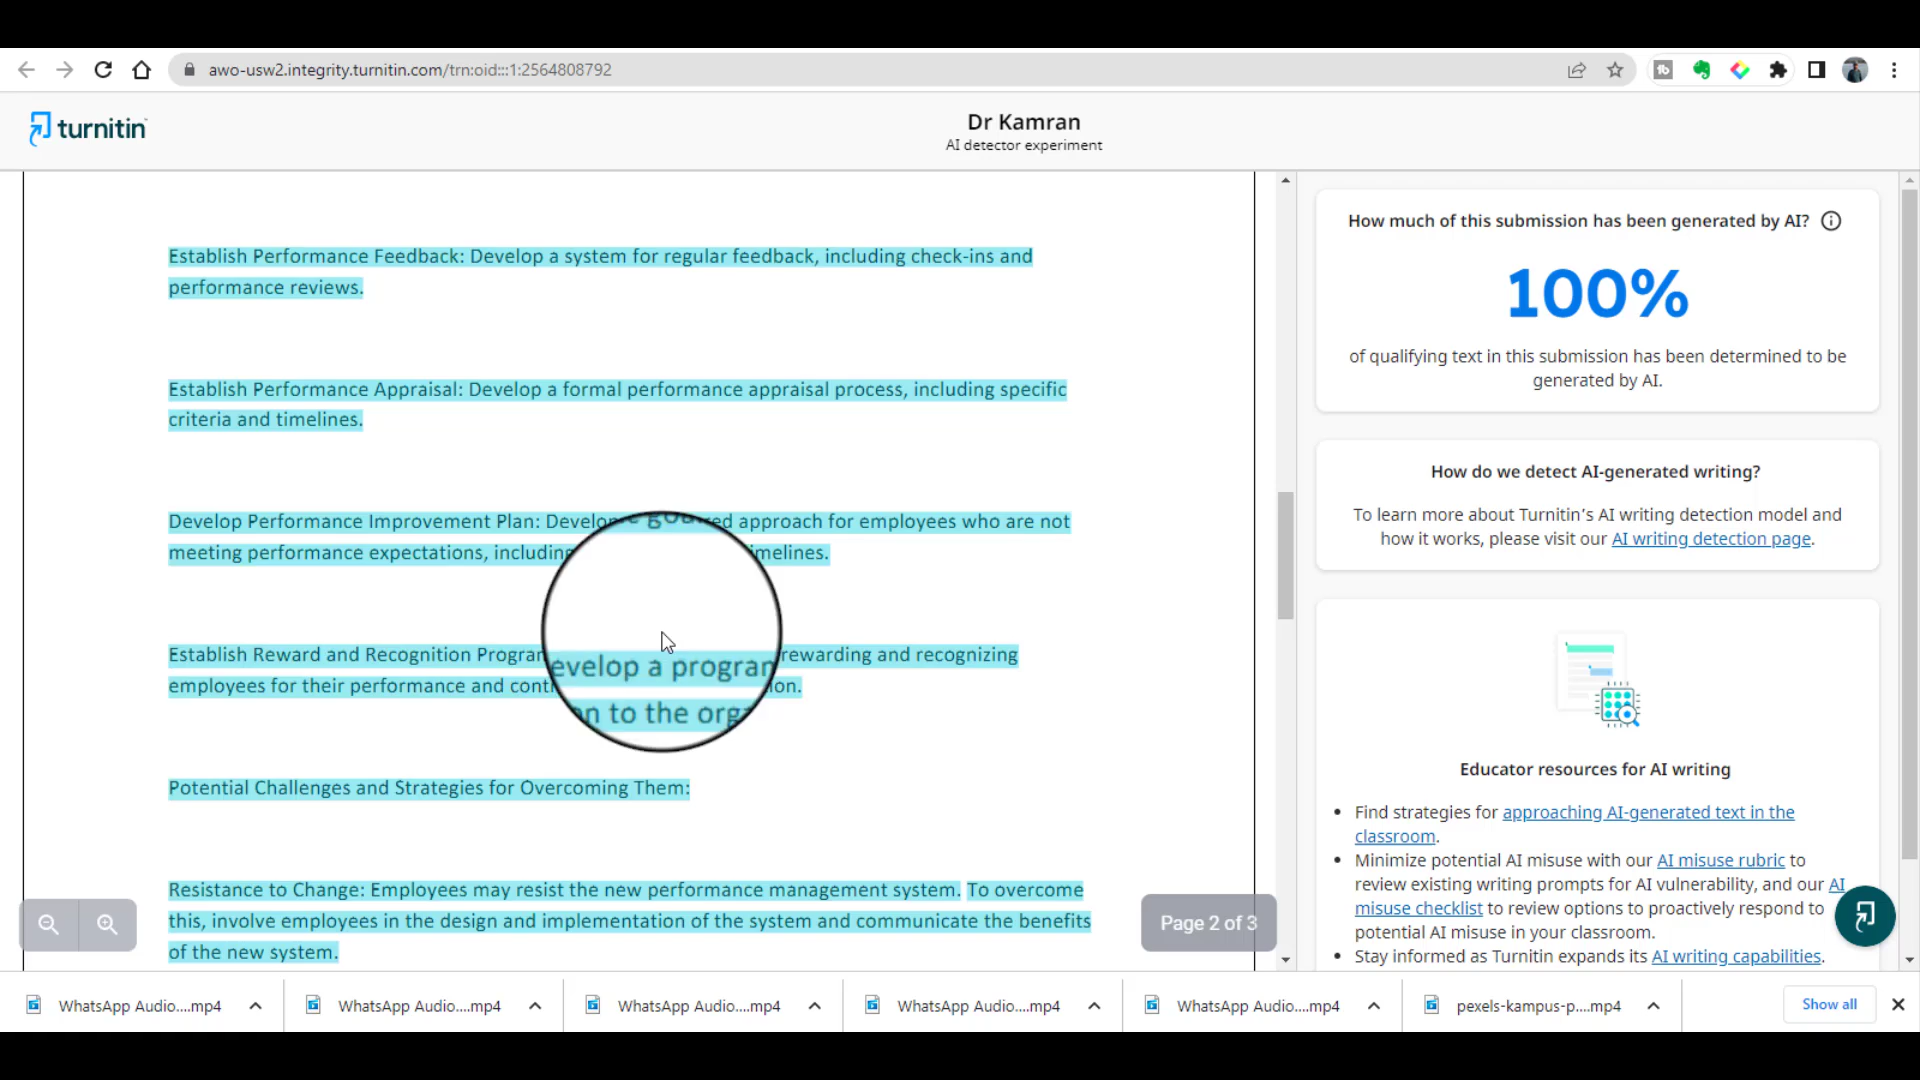 awo-usw2.integrity.turnitin.com/trn:oid:::1:2564808792
turnitin
Dr Kamran
AI detector experiment
Establish Performance Feedback: Develop a system for regular feedback, including check-ins and
performance reviews.
Establish Performance Appraisal: Develop a formal performance appraisal process, including specific
criteria and timelines.
Develop Performance Improvement Plan: Develop ed approach for employees who are not
meeting performance expectations, including imelines.
Establish Reward and Recognition Program evelop a program rewarding and recognizing
employees for their performance and cont on to the orga ion.
Potential Challenges and Strategies for Overcoming Them:
Resistance to Change: Employees may resist the new performance management system. To overcome
this, involve employees in the design and implementation of the system and communicate the benefits
of the new system.
Page 2 of 3
How much of this submission has been generated by AI?
100%
of qualifying text in this submission has been determined to be
generated by AI.
How do we detect AI-generated writing?
To learn more about Turnitin's AI writing detection model and
how it works, please visit our AI writing detection page.
Educator resources for AI writing
• Find strategies for approaching AI-generated text in the
classroom.
• Minimize potential AI misuse with our AI misuse rubric to
review existing writing prompts for AI vulnerability, and our AI
misuse checklist to review options to proactively respond to
potential AI misuse in your classroom.
• Stay informed as Turnitin expands its AI writing capabilities.
WhatsApp Audio....mp4
WhatsApp Audio....mp4
WhatsApp Audio....mp4
WhatsApp Audio....mp4
WhatsApp Audio....mp4
pexels-kampus-p....mp4
Show all